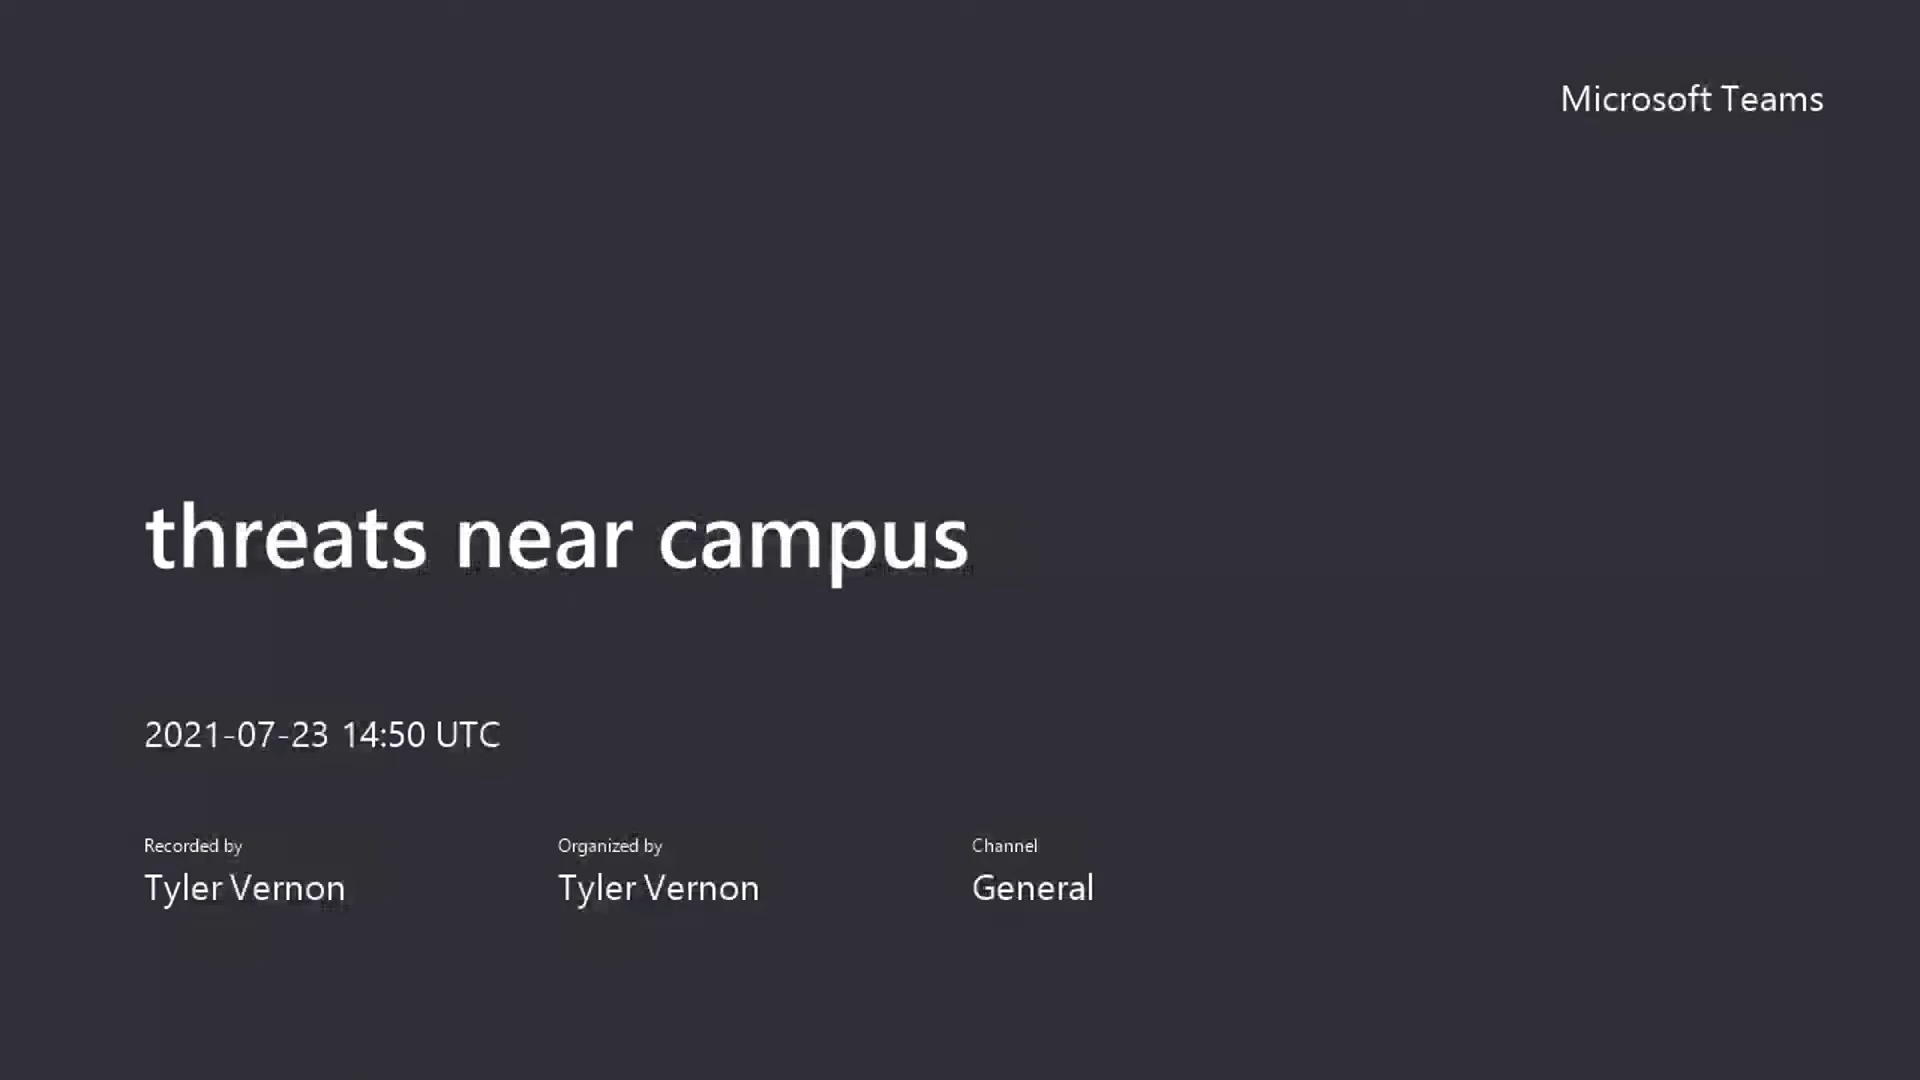 Microsoft Teams
threats near campus
2021-07-23 14:50 UTC
Recorded by
Tyler Vernon
Organized by
Tyler Vernon
Channel
General